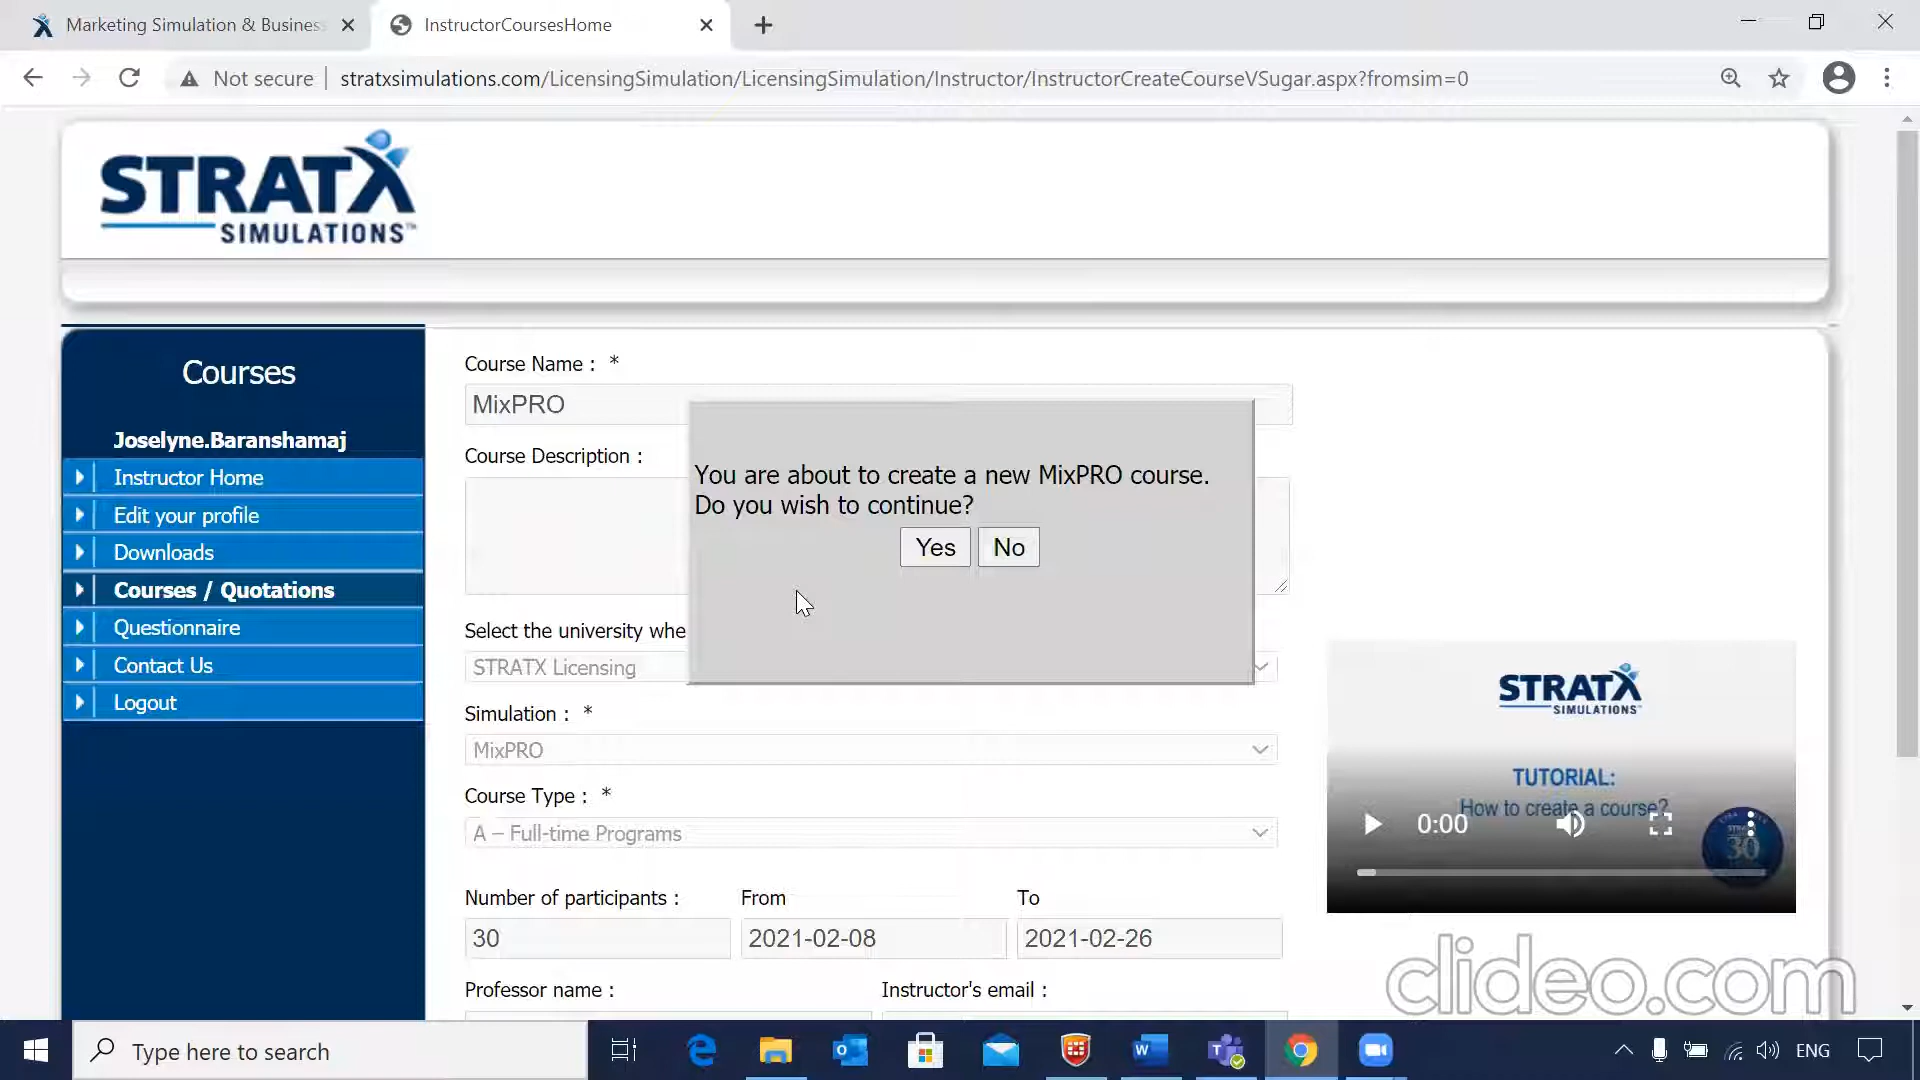 Marketing Simulation & Business
InstructorCoursesHome
Not secure
stratxsimulations.com/LicensingSimulation/LicensingSimulation/Instructor/InstructorCreateCourseVSugar.aspx?fromsim=0
STRATX
SIMULATIONS™
Courses
Joselyne.Baranshamaj
Instructor Home
Edit your profile
Downloads
Courses / Quotations
Questionnaire
Contact Us
Logout
Course Name : *
MixPRO
Course Description :
You are about to create a new MixPRO course.
Do you wish to continue?
Yes No
Select the university whe
STRATX Licensing
Simulation : *
MixPRO
Course Type : *
A – Full-time Programs
Number of participants : From To
30 2021-02-08 2021-02-26
Professor name : Instructor's email :
STRATX
SIMULATIONS
TUTORIAL:
How to create a course?
0:00
30
clideo.com
Type here to search
ENG